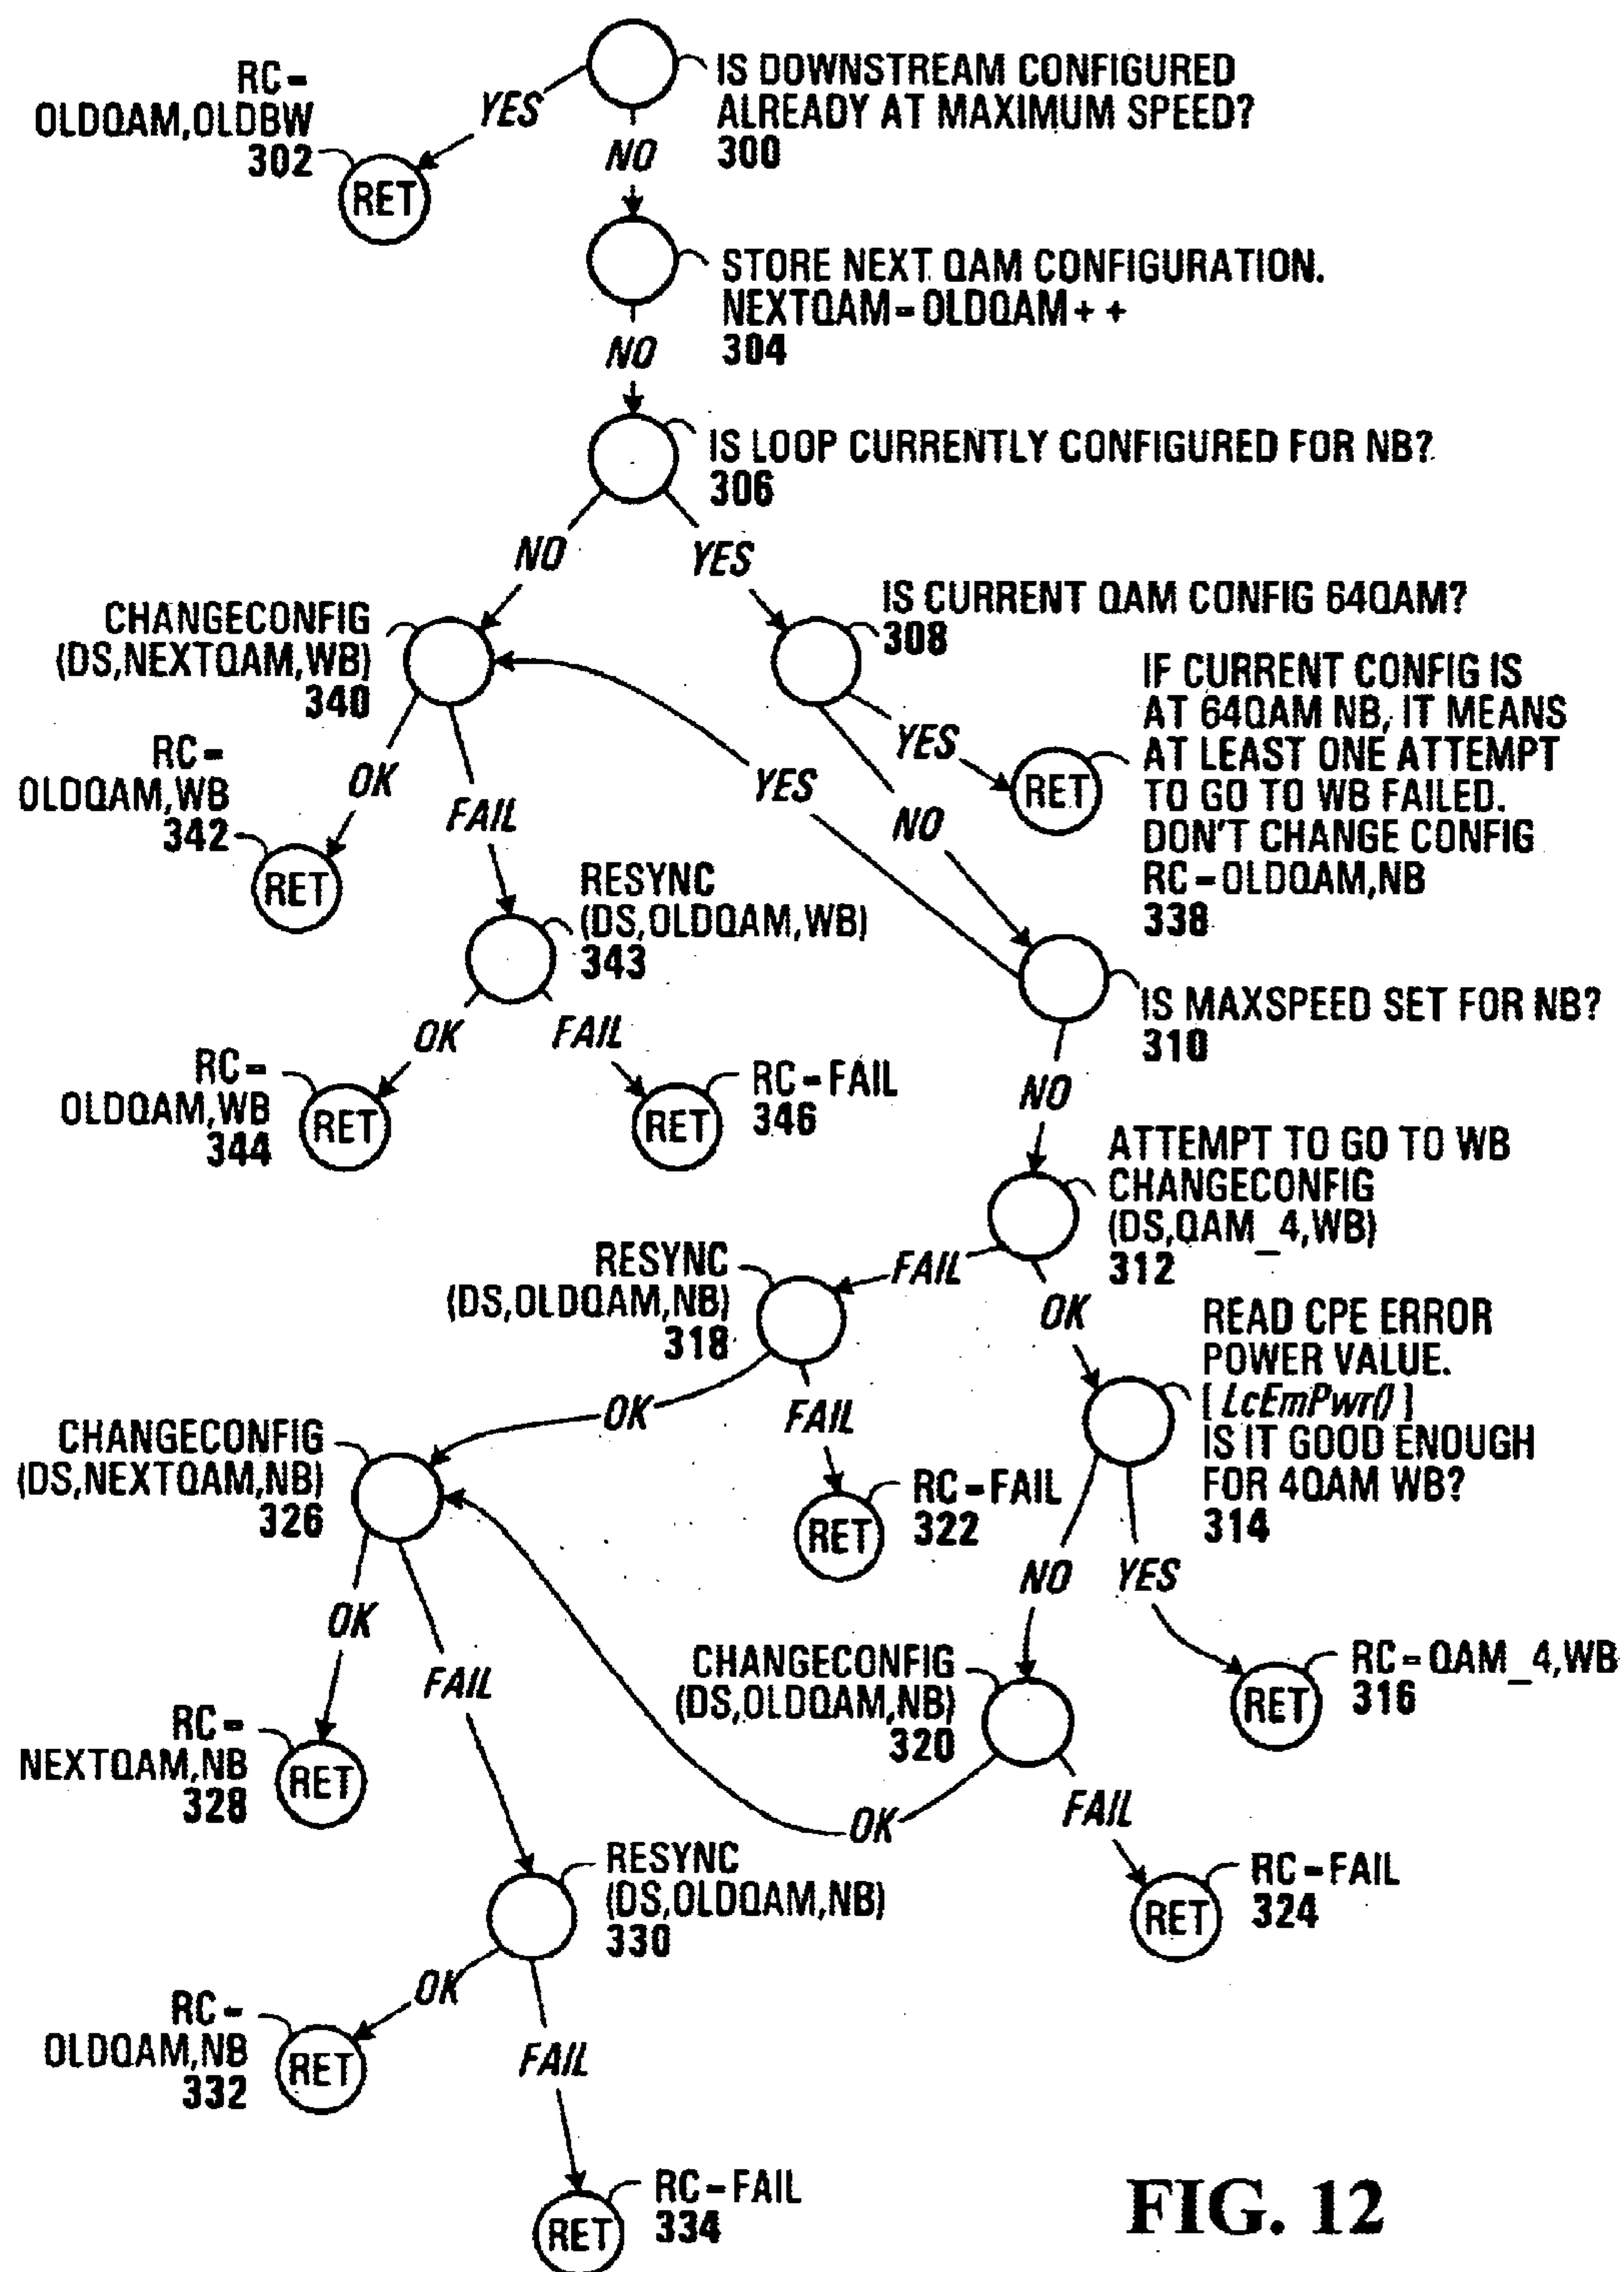 IS DOWNSTREAM CONFIGURED
ALREADY AT MAXIMUM SPEED?
300
RC=
OLDQAM,OLDBW
302
YES
RET
NO
STORE NEXT QAM CONFIGURATION.
NEXTQAM=OLDQAM++
304
NO
IS LOOP CURRENTLY CONFIGURED FOR NB?
306
NO
YES
CHANGECONFIG
(DS,NEXTQAM,WB)
340
IS CURRENT QAM CONFIG 64QAM?
308
IF CURRENT CONFIG IS
AT 64QAM NB, IT MEANS
AT LEAST ONE ATTEMPT
TO GO TO WB FAILED.
DON'T CHANGE CONFIG
RC=OLDQAM,NB
338
YES
RET
NO
YES
RC=
OLDQAM,WB
342
OK
RET
FAIL
RESYNC
(DS,OLDQAM,WB)
343
OK
FAIL
RC=
OLDQAM,WB
344
RET
RET
RC=FAIL
346
IS MAXSPEED SET FOR NB?
310
NO
ATTEMPT TO GO TO WB
CHANGECONFIG
(DS,QAM_4,WB)
312
FAIL
OK
RESYNC
(DS,OLDQAM,NB)
318
READ CPE ERROR
POWER VALUE.
[LcEmPwr()]
IS IT GOOD ENOUGH
FOR 4QAM WB?
314
OK
FAIL
RET
RC=FAIL
322
CHANGECONFIG
(DS,NEXTQAM,NB)
326
NO
YES
RET
RC=QAM_4,WB
316
CHANGECONFIG
(DS,OLDQAM,NB)
320
OK
FAIL
RET
RC=FAIL
324
OK
FAIL
RC=
NEXTQAM,NB
328
RET
RESYNC
(DS,OLDQAM,NB)
330
OK
FAIL
RC=
OLDQAM,NB
332
RET
RET
RC=FAIL
334
FIG. 12